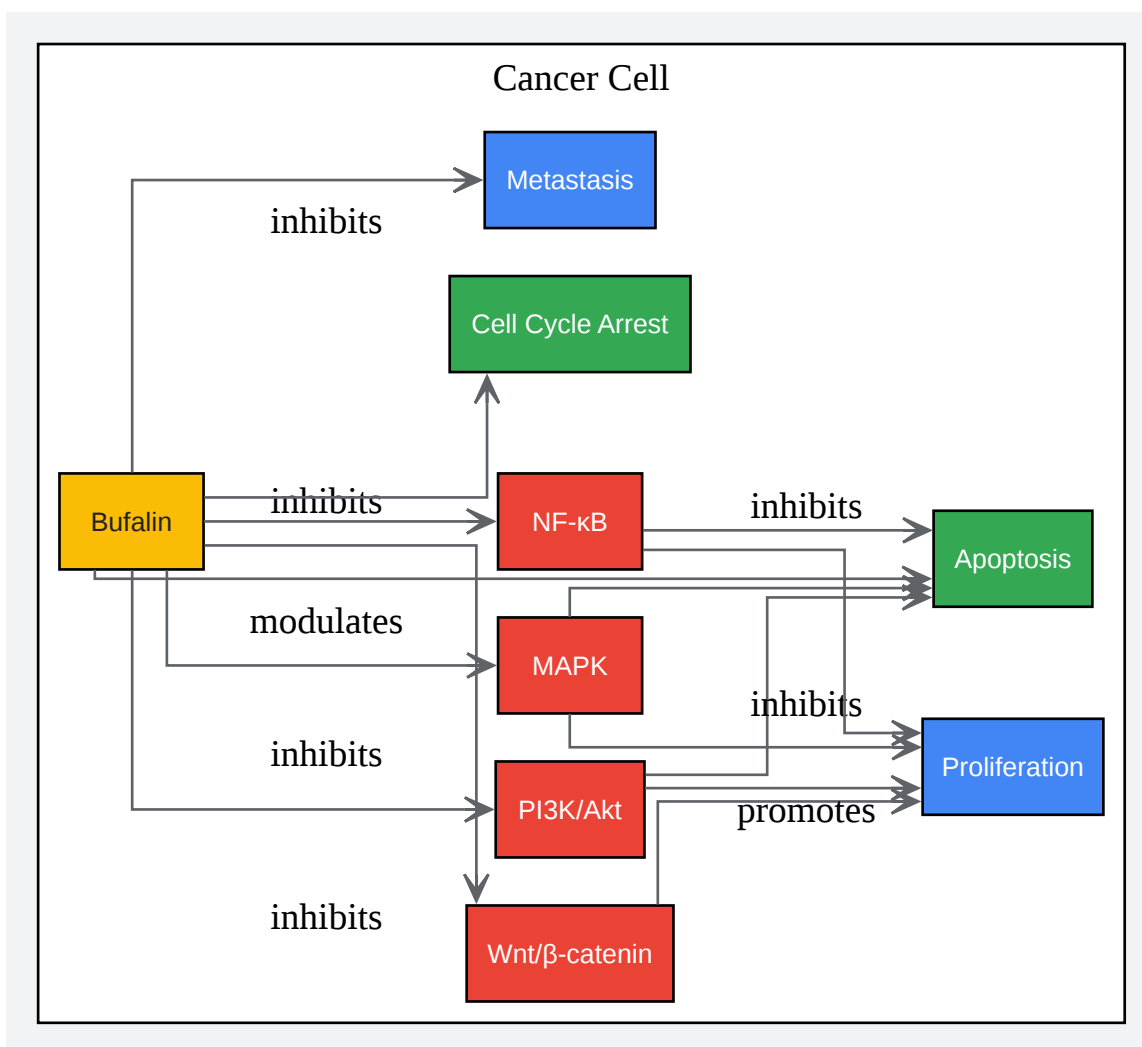 Cancer Cell
Metastasis
inhibits
Cell Cycle Arrest
Bufalin
inhibits
NF-κB
inhibits
Apoptosis
modulates
MAPK
inhibits
Proliferation
inhibits
PI3K/Akt
promotes
inhibits
Wnt/β-catenin